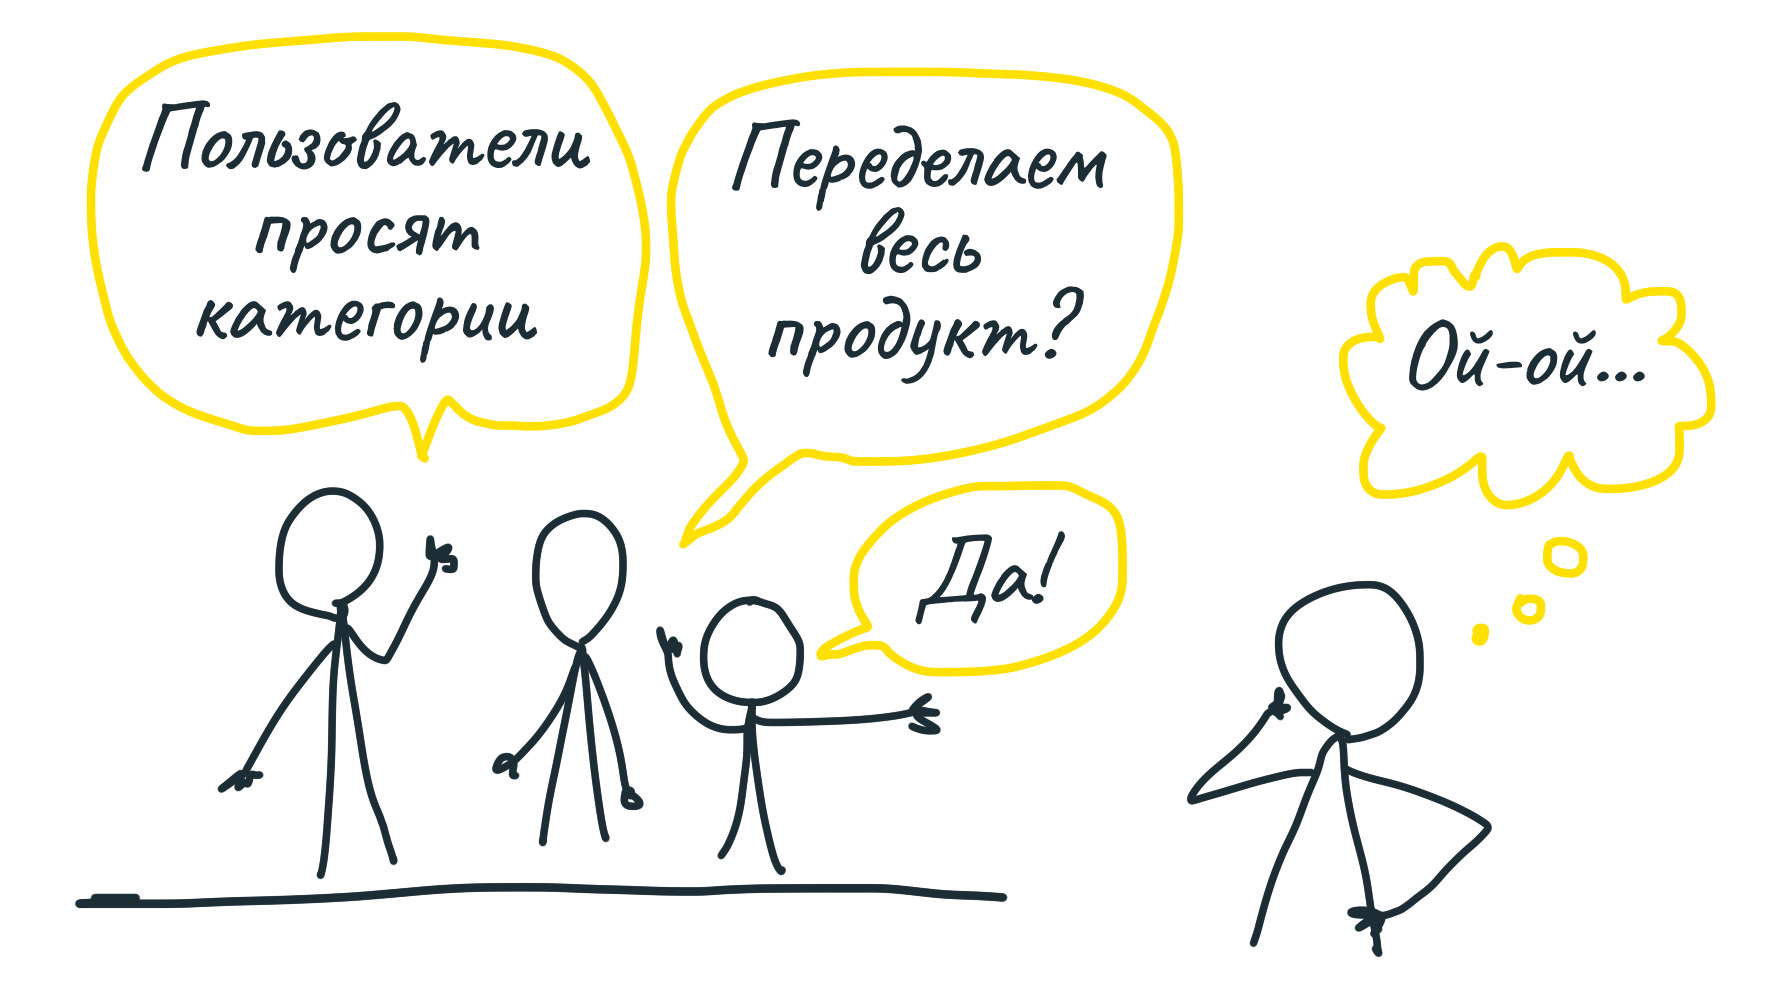 Пользователи
просят
категории
Переделаем
весь
продукт?
Да!
Ой-ой...